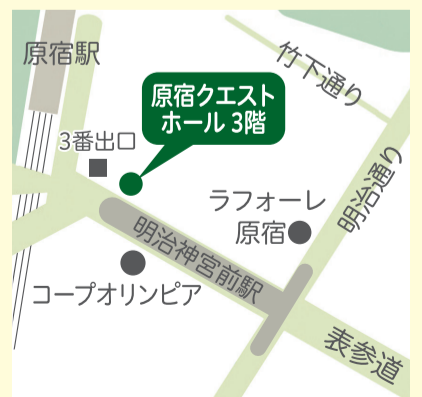 原宿駅
竹下通り
原宿クエスト
ホール 3階
3番出口
明治通り
ラフォーレ
原宿
明治神宮前駅
コープオリンピア
表参道